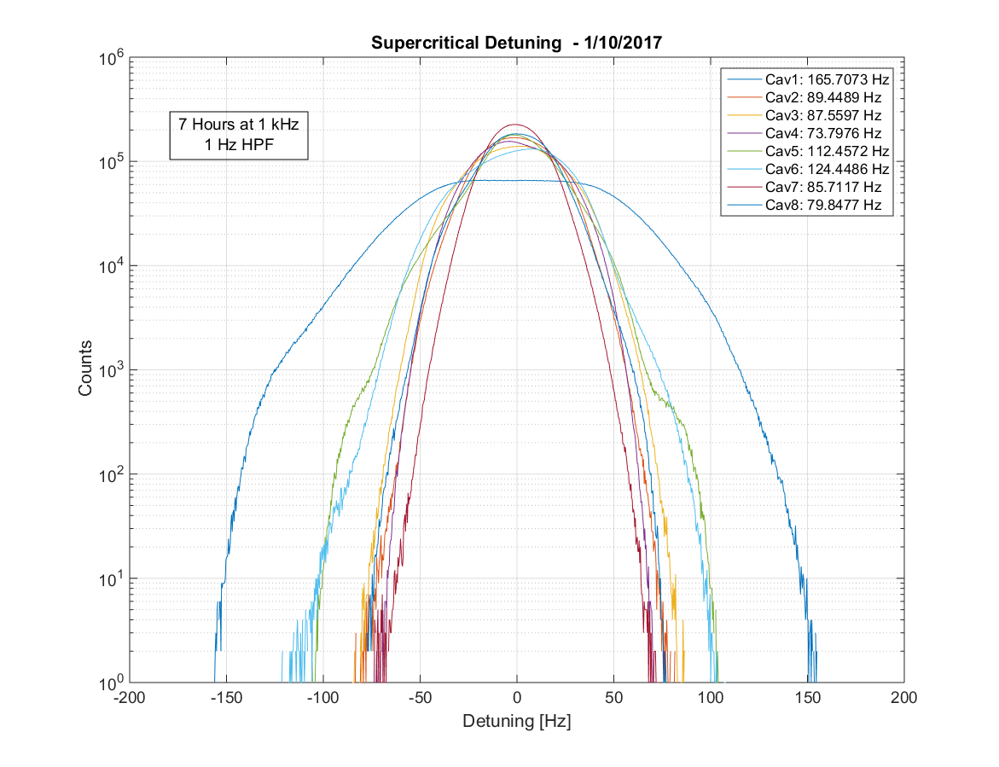 Supercritical Detuning  - 1/10/2017
10^6
10^5
10^4
10^3
10^2
10^1
10^0
Counts
7 Hours at 1 kHz
1 Hz HPF
Cav1: 165.7073 Hz
Cav2: 89.4489 Hz
Cav3: 87.5597 Hz
Cav4: 73.7976 Hz
Cav5: 112.4572 Hz
Cav6: 124.4486 Hz
Cav7: 85.7117 Hz
Cav8: 79.8477 Hz
-200 -150 -100 -50 0 50 100 150 200
Detuning [Hz]